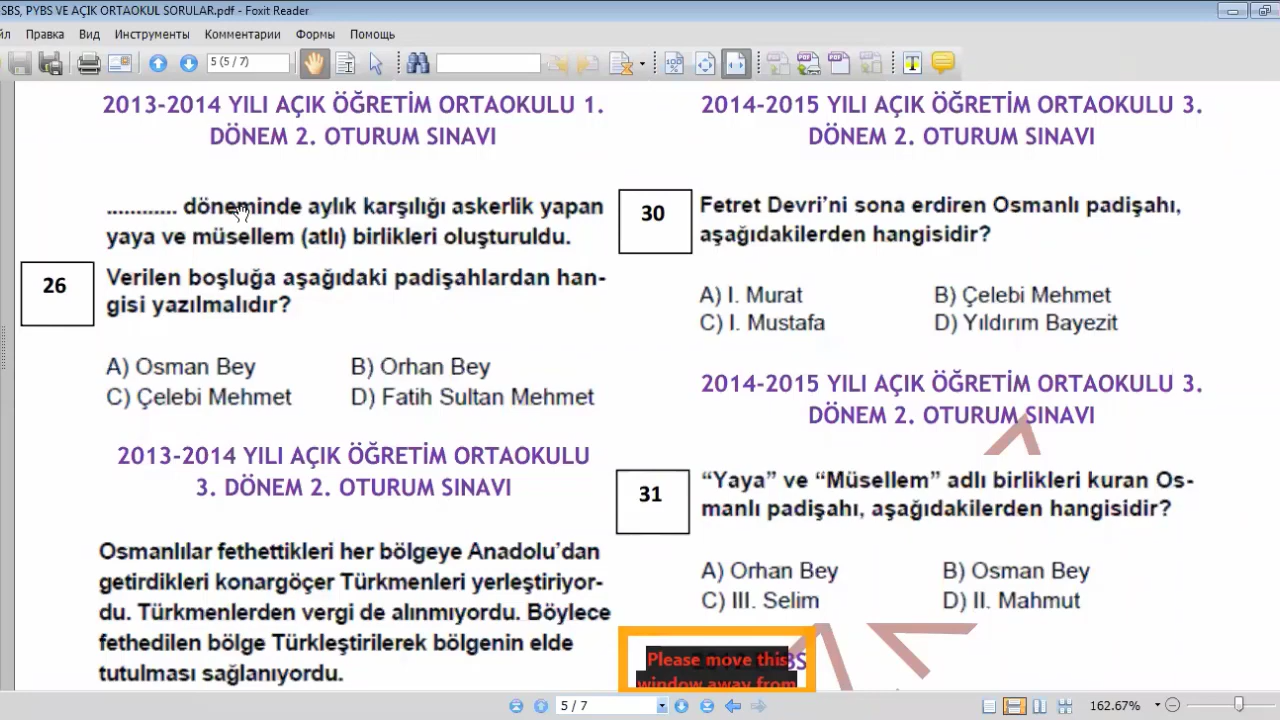 SBS, PYBS VE AÇIK ORTAOKUL SORULAR.pdf - Foxit Reader
Правка Вид Инструменты Комментарии Формы Помощь
5 (5 / 7)
2013-2014 YILI AÇIK ÖĞRETİM ORTAOKULU 1.
DÖNEM 2. OTURUM SINAVI
............ döneminde aylık karşılığı askerlik yapan
yaya ve müsellem (atlı) birlikleri oluşturuldu.
26
Verilen boşluğa aşağıdaki padişahlardan han-
gisi yazılmalıdır?
A) Osman Bey B) Orhan Bey
C) Çelebi Mehmet D) Fatih Sultan Mehmet
2013-2014 YILI AÇIK ÖĞRETİM ORTAOKULU
3. DÖNEM 2. OTURUM SINAVI
Osmanlılar fethettikleri her bölgeye Anadolu’dan
getirdikleri konargöçer Türkmenleri yerleştiriyor-
du. Türkmenlerden vergi de alınmıyordu. Böylece
fethedilen bölge Türkleştirilerek bölgenin elde
tutulması sağlanıyordu.
2014-2015 YILI AÇIK ÖĞRETİM ORTAOKULU 3.
DÖNEM 2. OTURUM SINAVI
30
Fetret Devri’ni sona erdiren Osmanlı padişahı,
aşağıdakilerden hangisidir?
A) I. Murat B) Çelebi Mehmet
C) I. Mustafa D) Yıldırım Bayezit
2014-2015 YILI AÇIK ÖĞRETİM ORTAOKULU 3.
DÖNEM 2. OTURUM SINAVI
31
“Yaya” ve “Müsellem” adlı birlikleri kuran Os-
manlı padişahı, aşağıdakilerden hangisidir?
A) Orhan Bey B) Osman Bey
C) III. Selim D) II. Mahmut
Please move this
window away from
5 / 7
162.67%